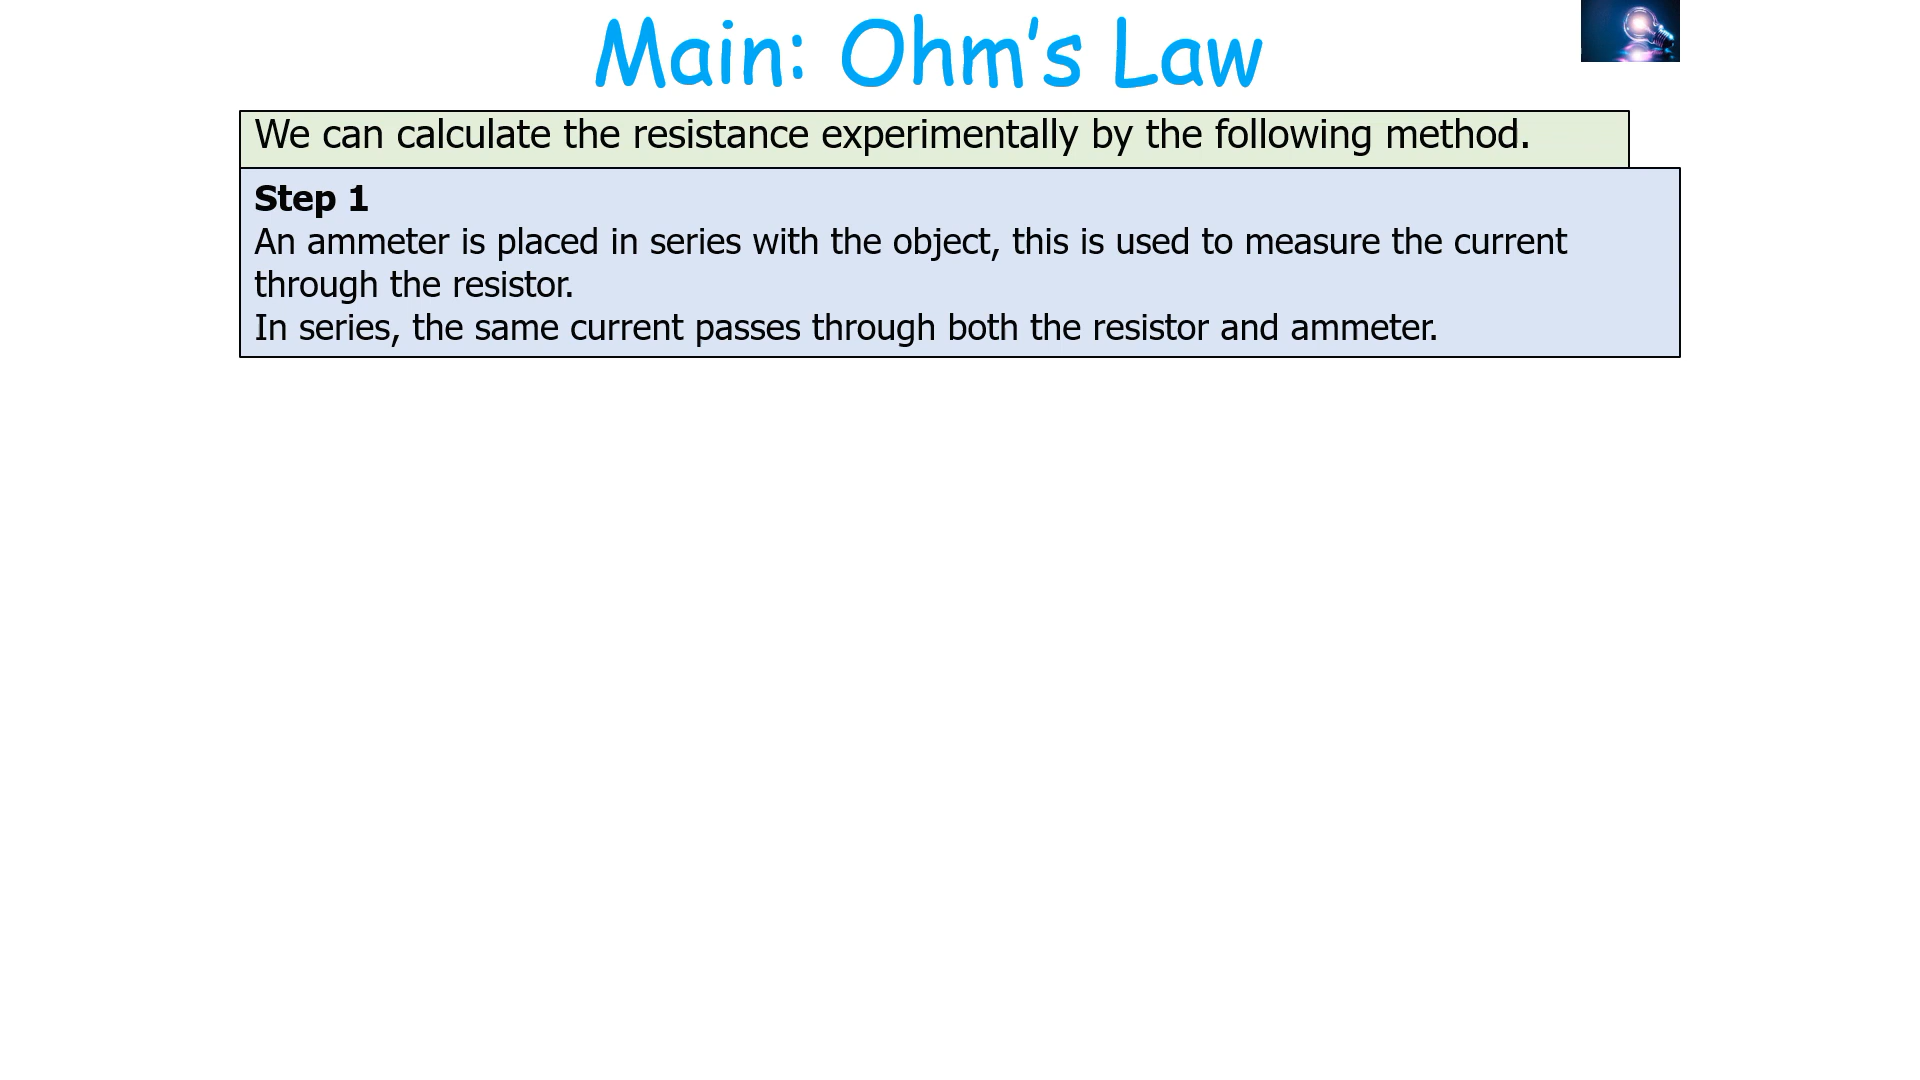 Main: Ohm’s Law
We can calculate the resistance experimentally by the following method.
Step 1
An ammeter is placed in series with the object, this is used to measure the current
through the resistor.
In series, the same current passes through both the resistor and ammeter.